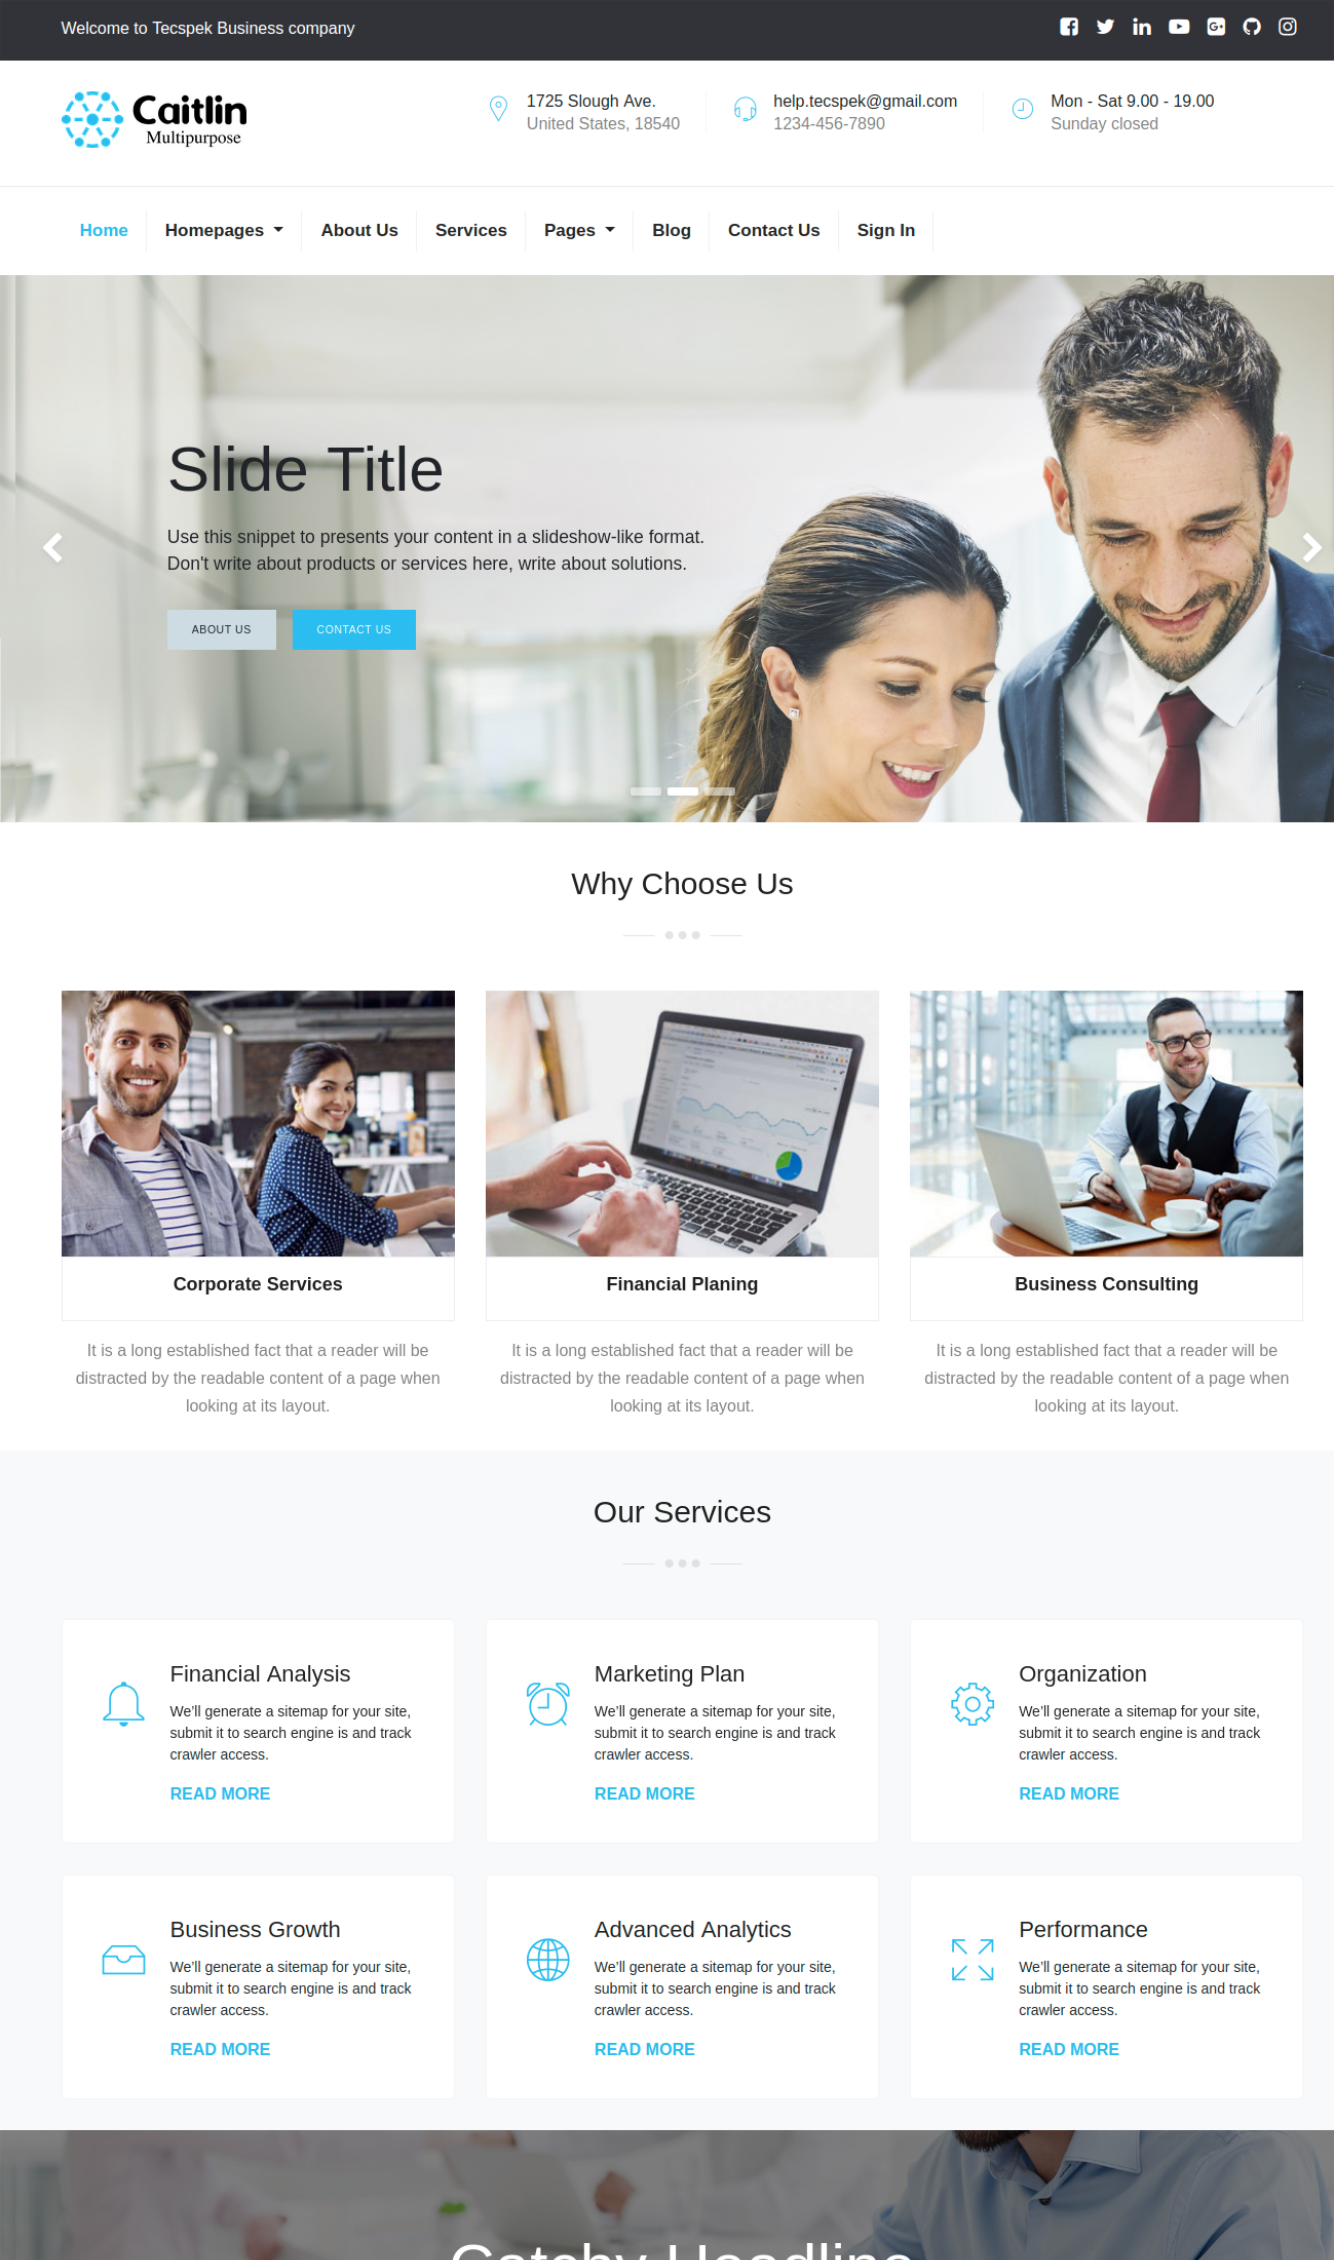 Welcome to Tecspek Business company
Caitlin
Multipurpose
1725 Slough Ave.
United States, 18540
help.tecspek@gmail.com
1234-456-7890
Mon - Sat 9.00 - 19.00
Sunday closed
Home
Homepages
About Us
Services
Pages
Blog
Contact Us
Sign In
Slide Title
Use this snippet to presents your content in a slideshow-like format.
Don't write about products or services here, write about solutions.
ABOUT US
CONTACT US
Why Choose Us
Corporate Services
It is a long established fact that a reader will be
distracted by the readable content of a page when
looking at its layout.
Financial Planing
It is a long established fact that a reader will be
distracted by the readable content of a page when
looking at its layout.
Business Consulting
It is a long established fact that a reader will be
distracted by the readable content of a page when
looking at its layout.
Our Services
Financial Analysis
We'll generate a sitemap for your site,
submit it to search engine is and track
crawler access.
READ MORE
Marketing Plan
We'll generate a sitemap for your site,
submit it to search engine is and track
crawler access.
READ MORE
Organization
We'll generate a sitemap for your site,
submit it to search engine is and track
crawler access.
READ MORE
Business Growth
We'll generate a sitemap for your site,
submit it to search engine is and track
crawler access.
READ MORE
Advanced Analytics
We'll generate a sitemap for your site,
submit it to search engine is and track
crawler access.
READ MORE
Performance
We'll generate a sitemap for your site,
submit it to search engine is and track
crawler access.
READ MORE
Catchy Headline